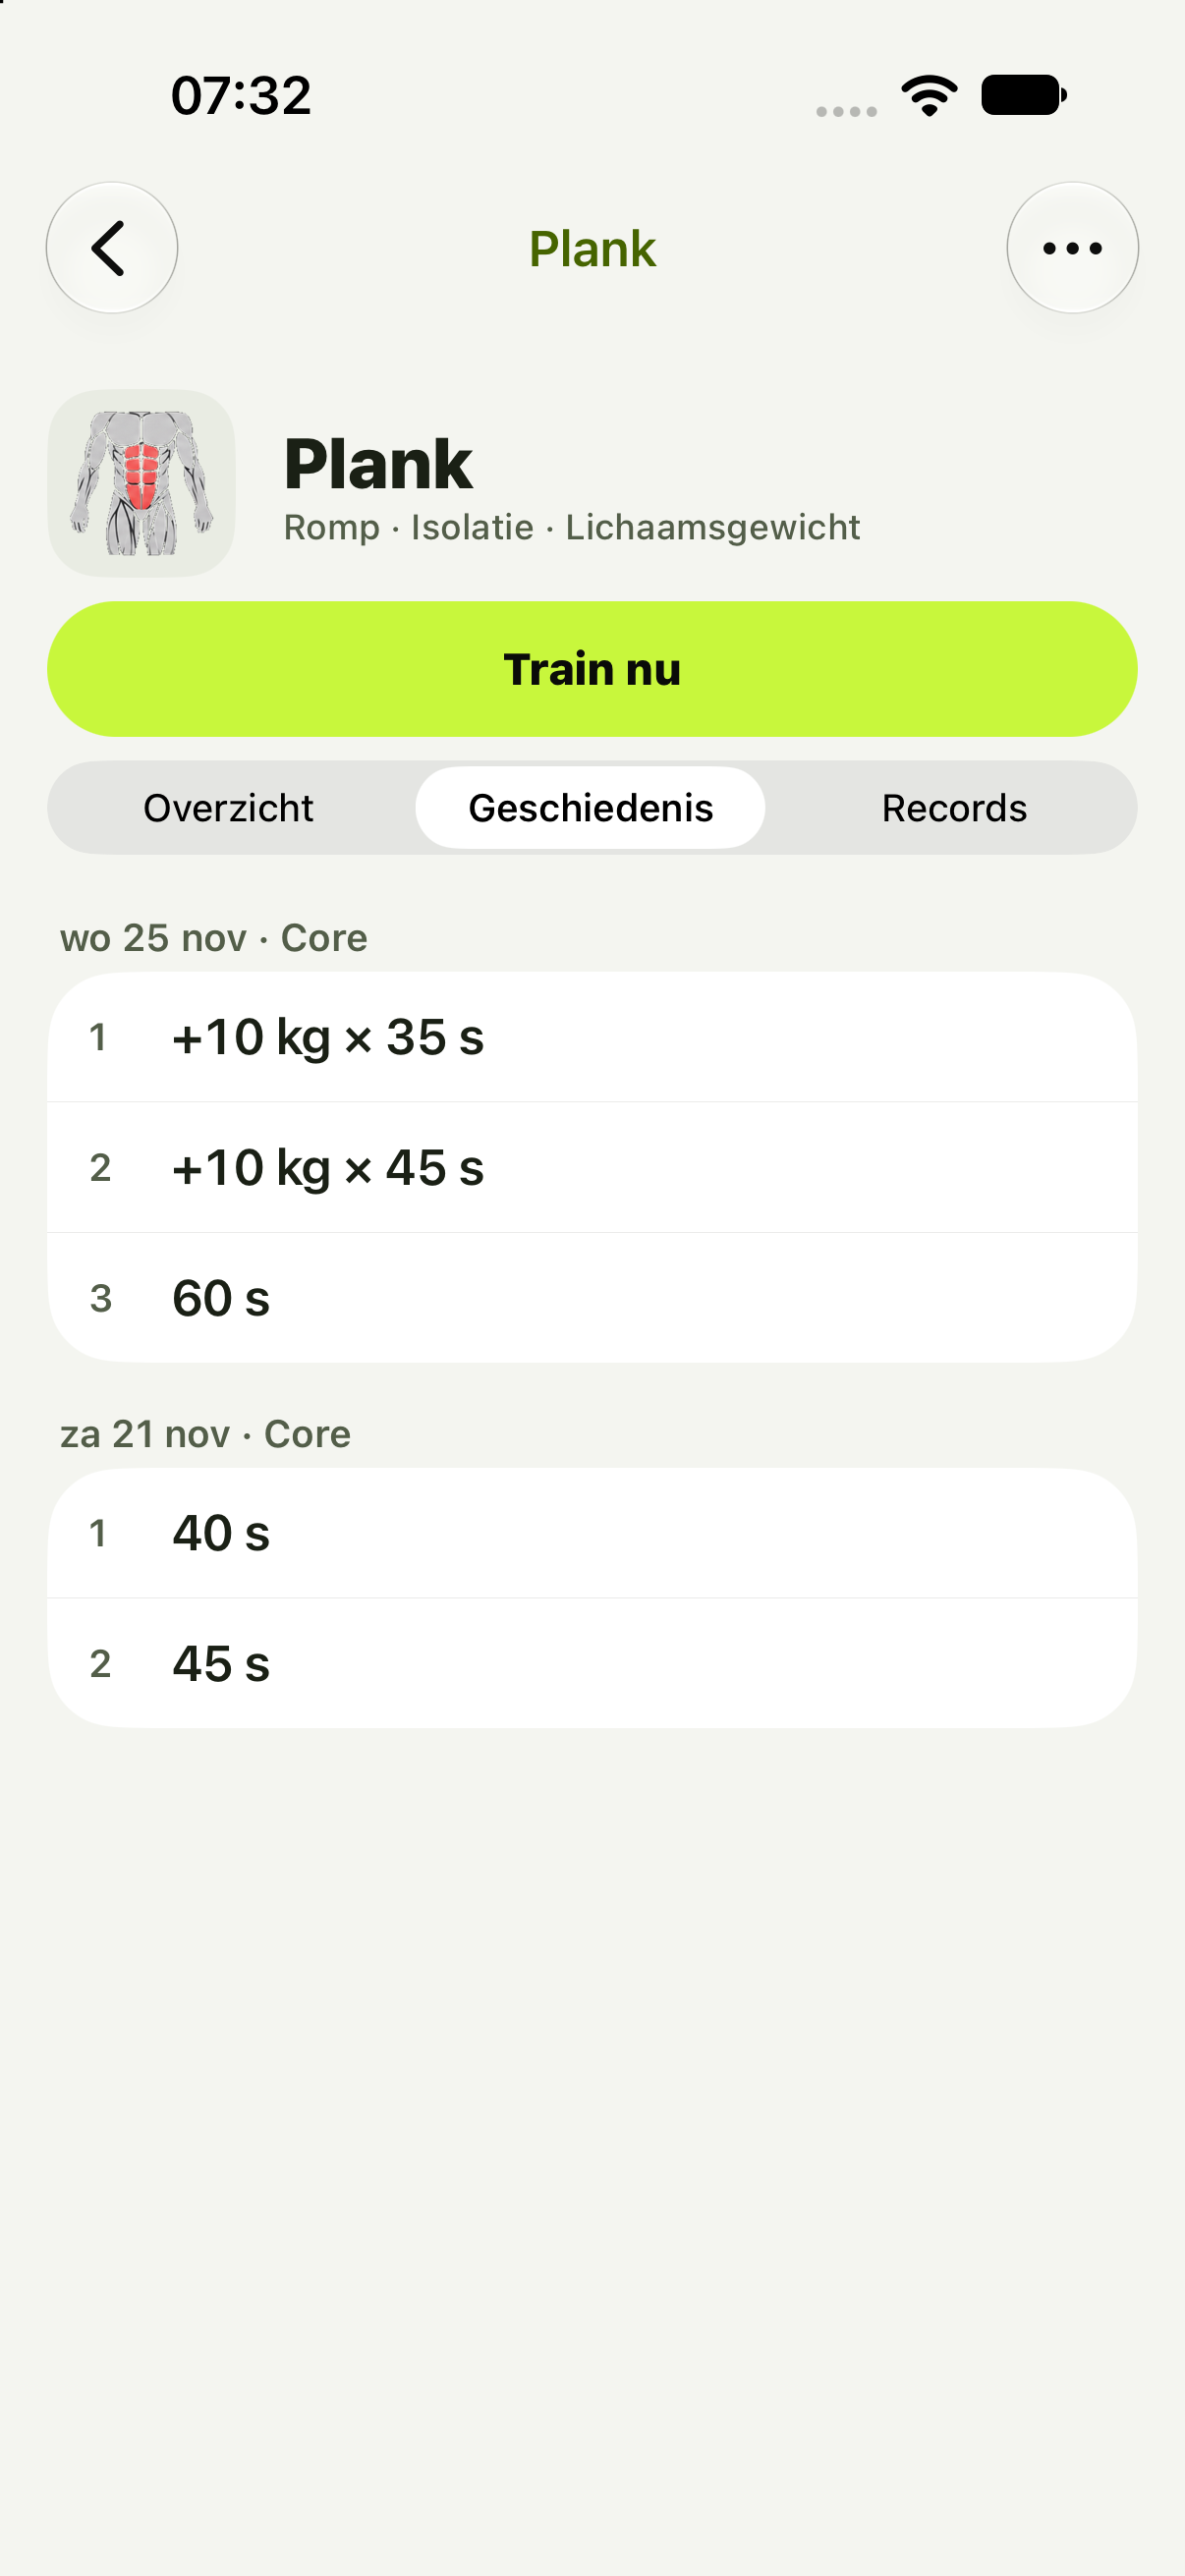 07:32
Plank
Plank
Romp · Isolatie · Lichaamsgewicht
Train nu
Overzicht
Geschiedenis
Records
wo 25 nov · Core
1 +10 kg × 35 s
2 +10 kg × 45 s
3 60 s
za 21 nov · Core
1 40 s
2 45 s